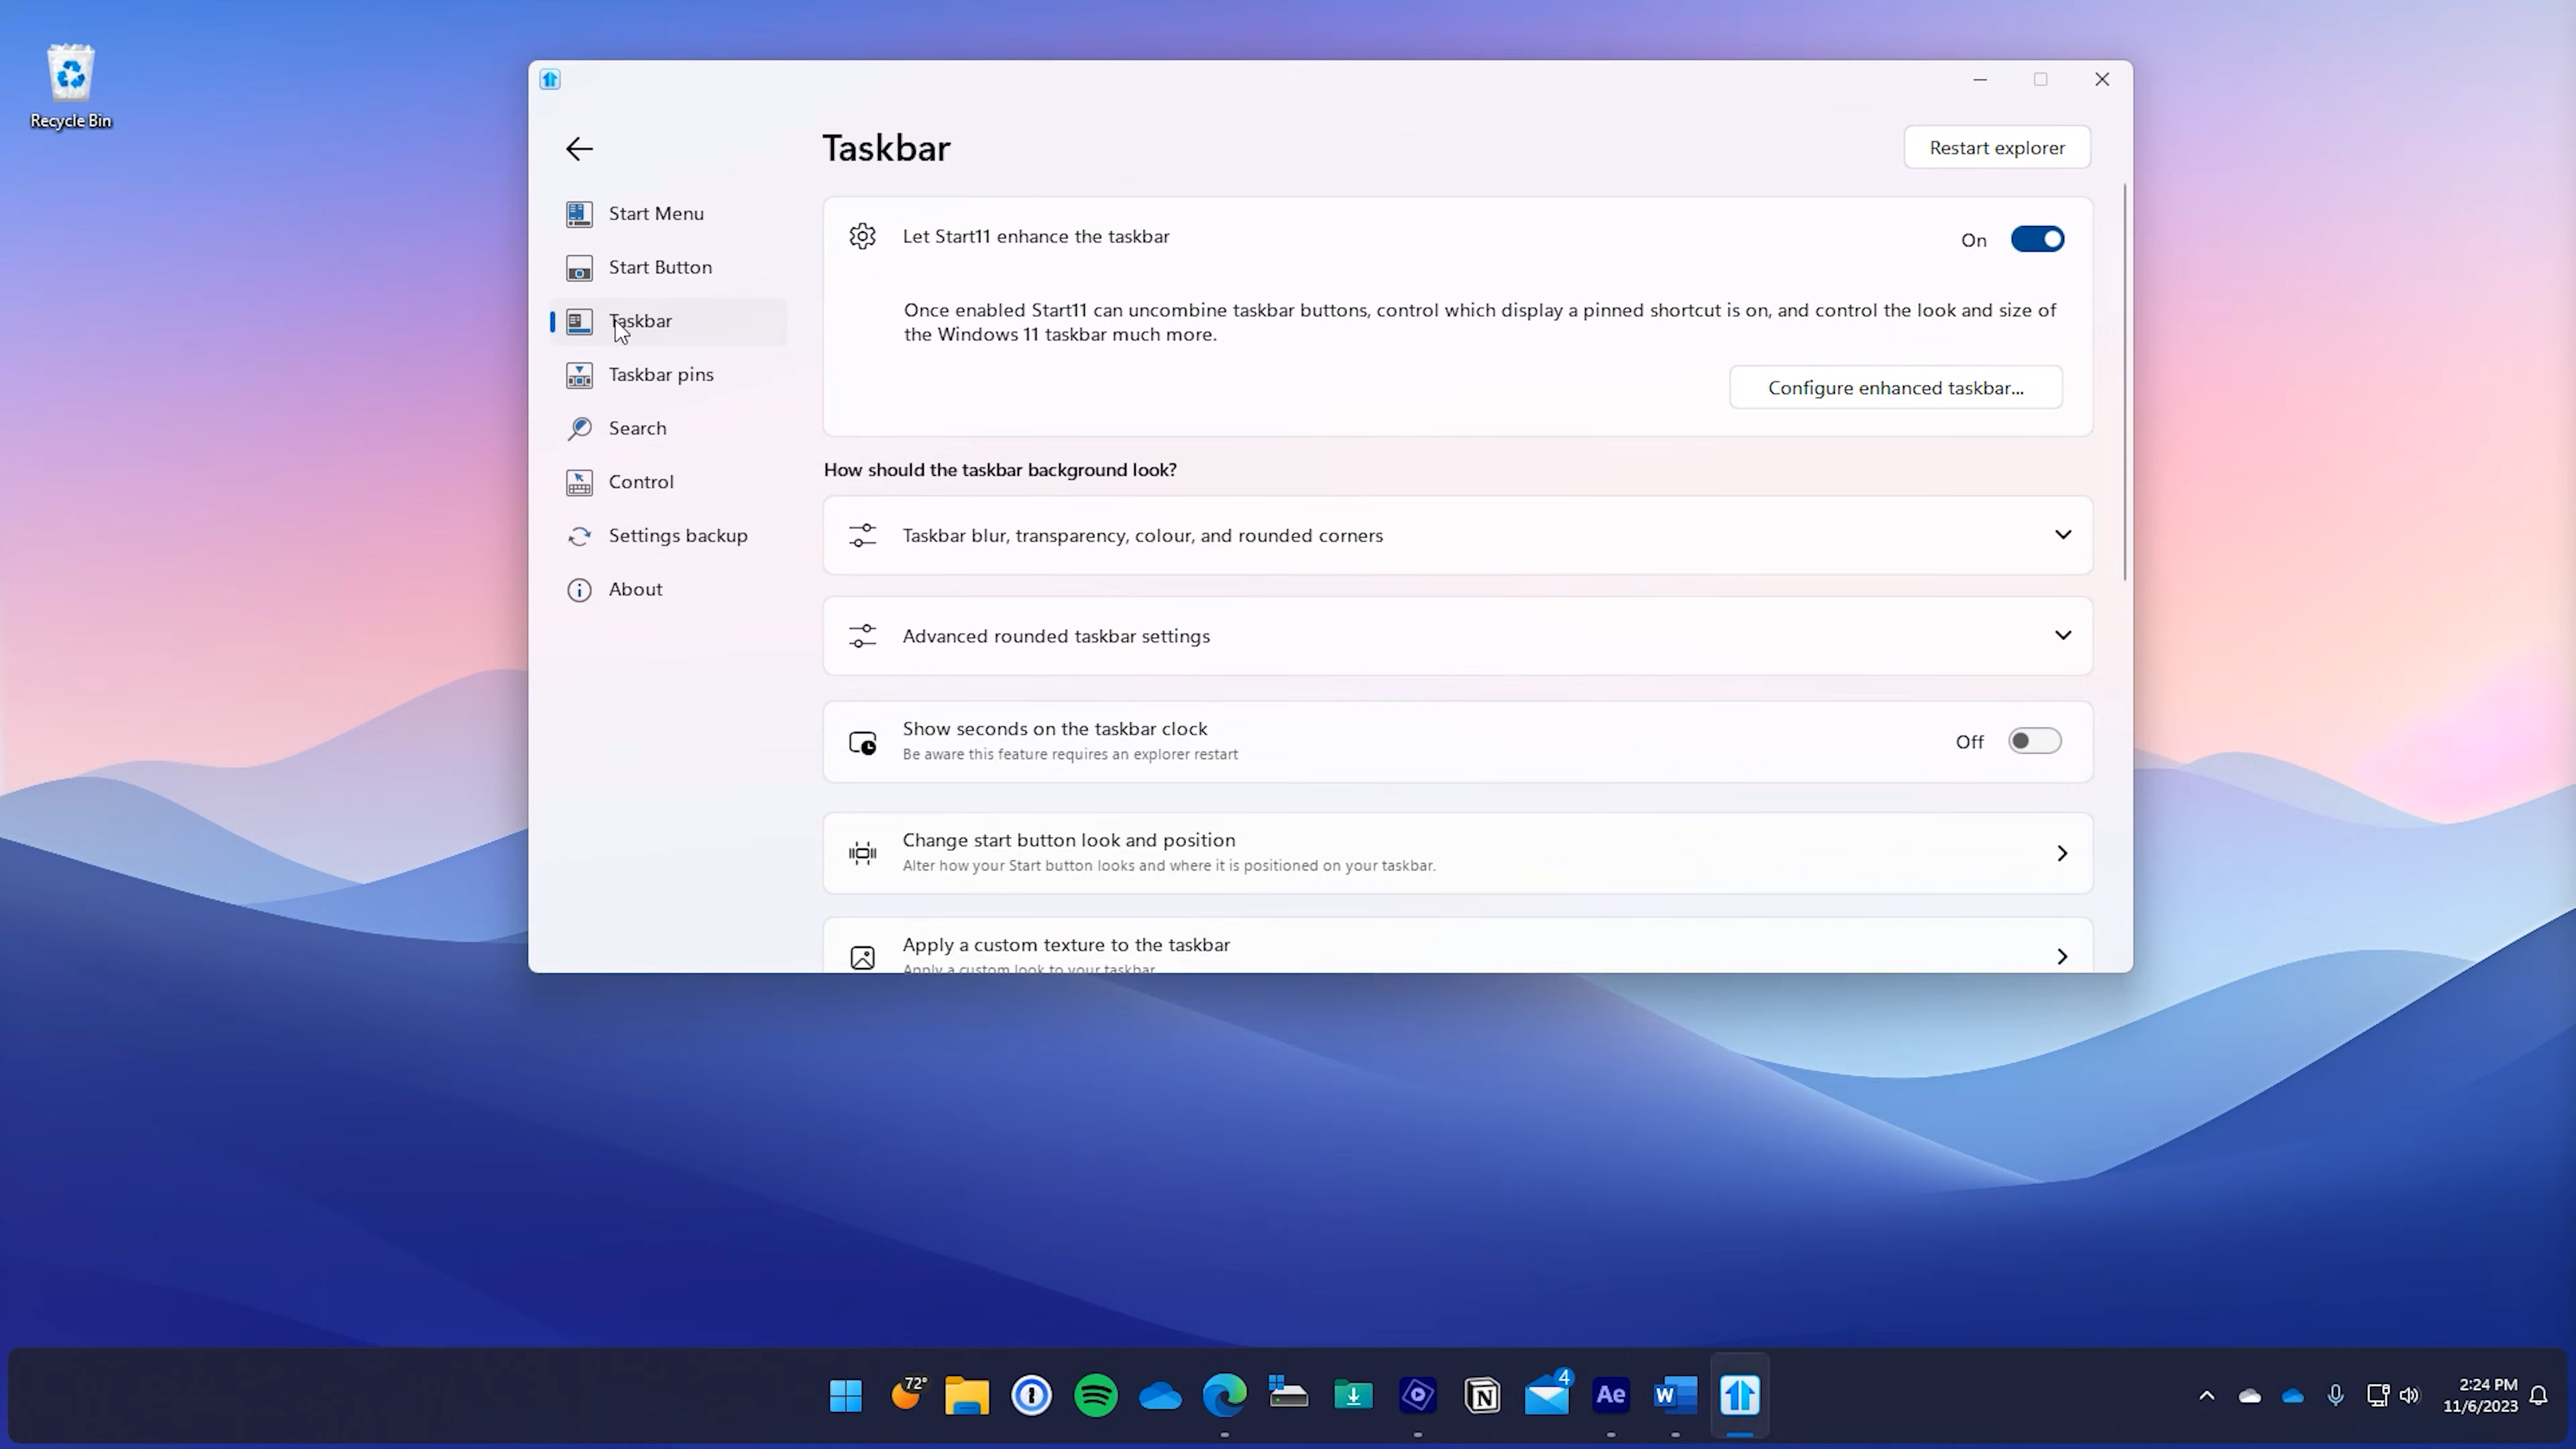 Recycle Bin
Taskbar
Restart explorer
Start Menu
Start Button
Taskbar
Taskbar pins
Search
Control
Settings backup
About
Let Start11 enhance the taskbar
On
Once enabled Start11 can uncombine taskbar buttons, control which display a pinned shortcut is on, and control the look and size of
the Windows 11 taskbar much more.
Configure enhanced taskbar...
How should the taskbar background look?
Taskbar blur, transparency, colour, and rounded corners
Advanced rounded taskbar settings
Show seconds on the taskbar clock
Be aware this feature requires an explorer restart
Off
Change start button look and position
Alter how your Start button looks and where it is positioned on your taskbar.
Apply a custom texture to the taskbar
Apply a custom look to your taskbar
72°
N
4
Ae
W
2:24 PM
11/6/2023